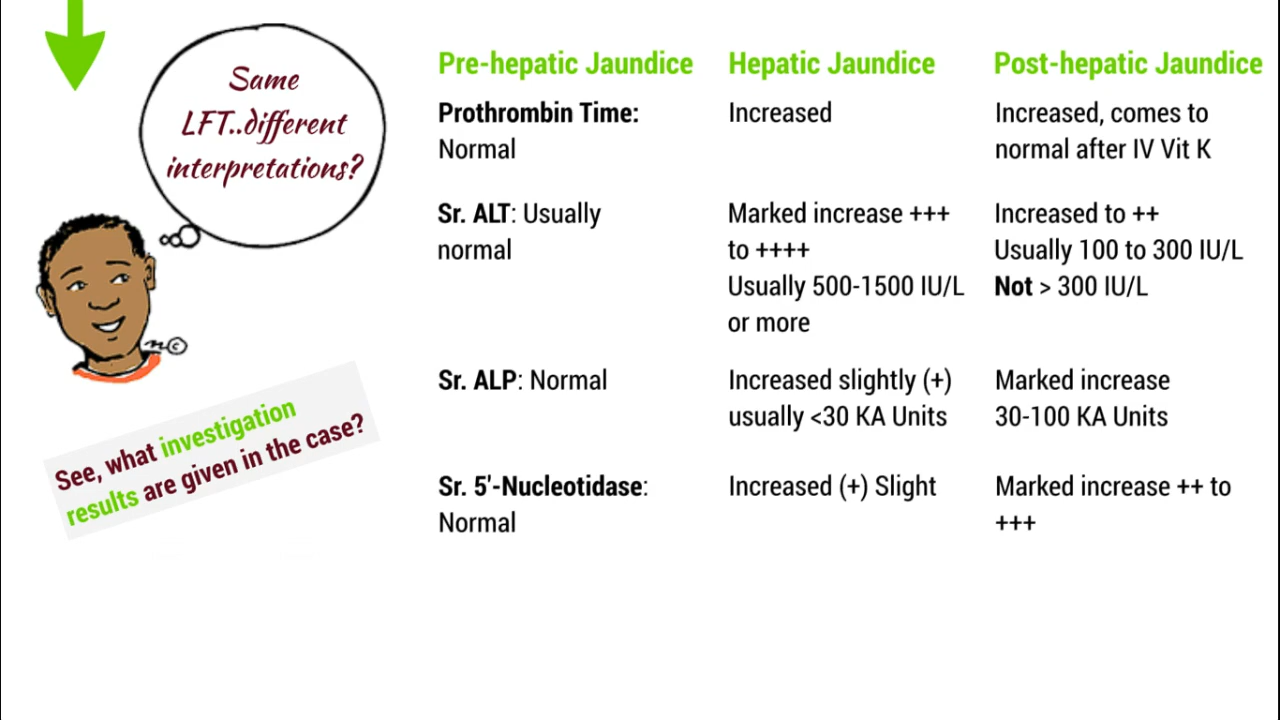 Same
LFT..different
interpretations?
See, what investigation
results are given in the case?
Pre-hepatic Jaundice Hepatic Jaundice Post-hepatic Jaundice
Prothrombin Time:
Normal
Increased
Increased, comes to
normal after IV Vit K
Sr. ALT: Usually
normal
Marked increase +++
to ++++
Usually 500-1500 IU/L
or more
Increased to ++
Usually 100 to 300 IU/L
Not > 300 IU/L
Sr. ALP: Normal
Increased slightly (+)
usually <30 KA Units
Marked increase
30-100 KA Units
Sr. 5'-Nucleotidase:
Normal
Increased (+) Slight
Marked increase ++ to
+++